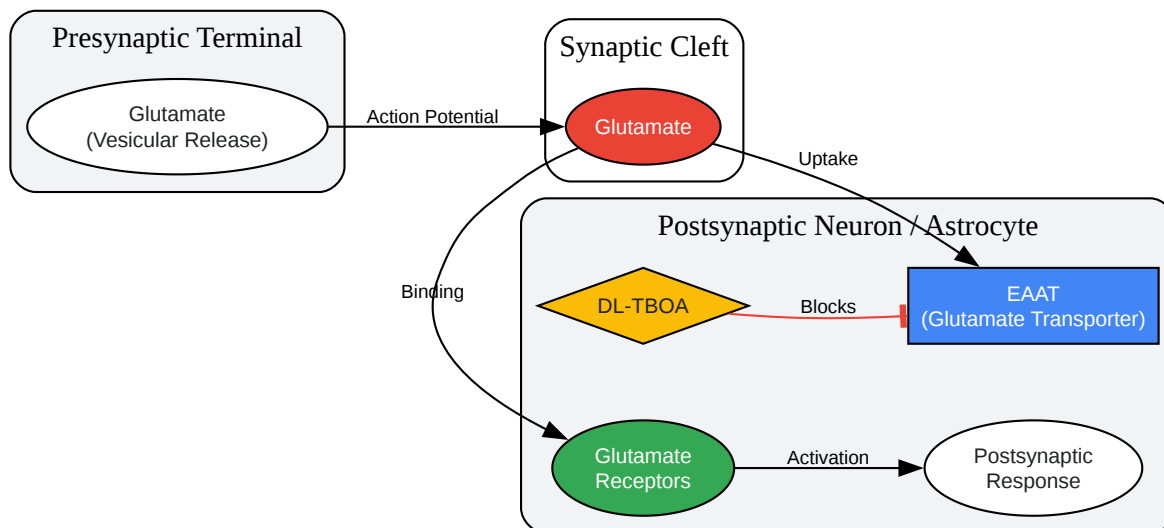 Presynaptic Terminal
Glutamate
(Vesicular Release)
Action Potential
Synaptic Cleft
Glutamate
Uptake
Binding
Postsynaptic Neuron / Astrocyte
DL-TBOA
Blocks
EAAT
(Glutamate Transporter)
Glutamate
Receptors
Activation
Postsynaptic
Response